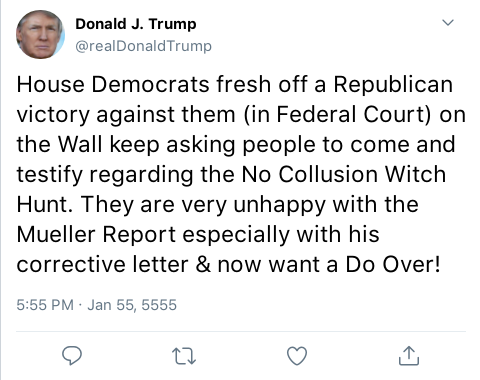 Donald J. Trump
@realDonaldTrump
House Democrats fresh off a Republican
victory against them (in Federal Court) on
the Wall keep asking people to come and
testify regarding the No Collusion Witch
Hunt. They are very unhappy with the
Mueller Report especially with his
corrective letter & now want a Do Over!
5:55 PM · Jan 55, 5555